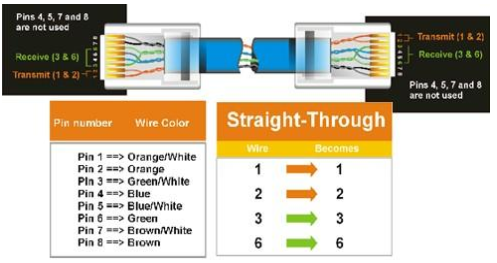 Pins 4, 5, 7 and 8
are not used
Receive (3 & 6)
Transmit (1 & 2)
Transmit (1 & 2)
Receive (3 & 6)
Pins 4, 5, 7 and 8
are not used
Pin number Wire Color
Pin 1 ==> Orange/White
Pin 2 ==> Orange
Pin 3 ==> Green/White
Pin 4 ==> Blue
Pin 5 ==> Blue/White
Pin 6 ==> Green
Pin 7 ==> Brown/White
Pin 8 ==> Brown
Straight-Through
Wire Becomes
1 1
2 2
3 3
6 6